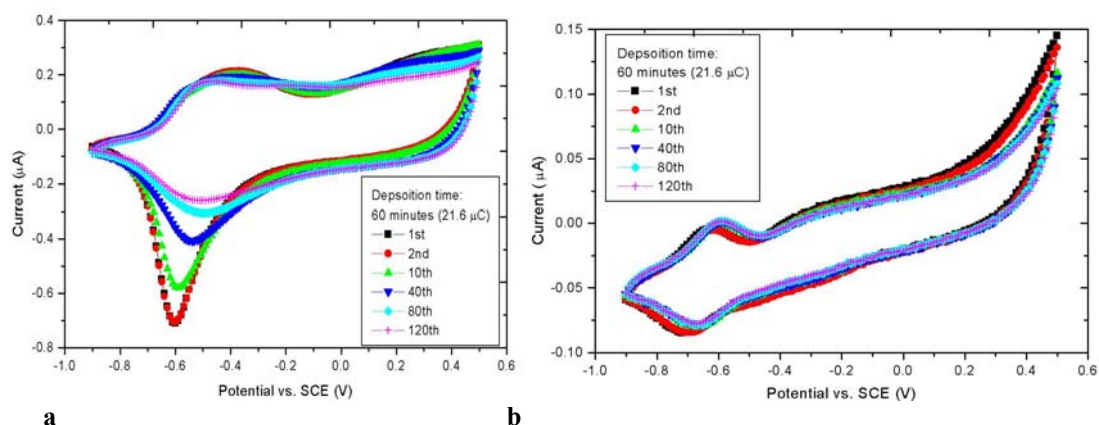 0.4
0.2
0.0
-0.2
-0.4
-0.6
-0.8
Current (μA)
Depsoition time:
60 minutes (21.6 μC)
1st
2nd
10th
40th
80th
120th
-1.0 -0.8 -0.6 -0.4 -0.2 0.0 0.2 0.4 0.6
Potential vs. SCE (V)
a
0.15
0.10
0.05
0.00
-0.05
-0.10
Current ( μA)
Depsoition time:
60 minutes (21.6 μC)
1st
2nd
10th
40th
80th
120th
-1.0 -0.8 -0.6 -0.4 -0.2 0.0 0.2 0.4 0.6
Potential vs. SCE (V)
b